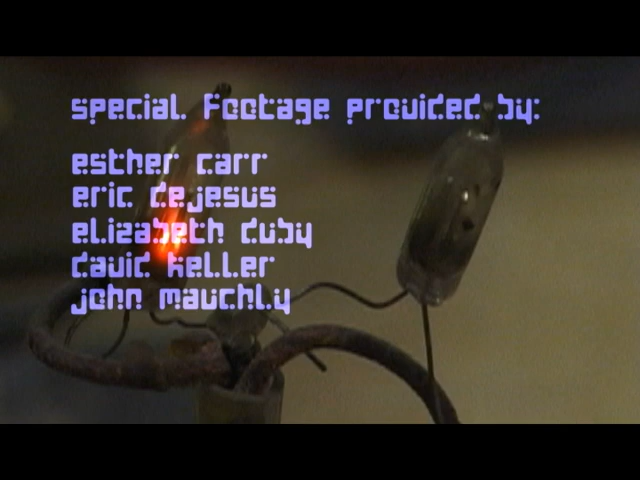 special footage provided by:
esther carr
eric dejesus
elizabeth duby
david keller
john mauchly